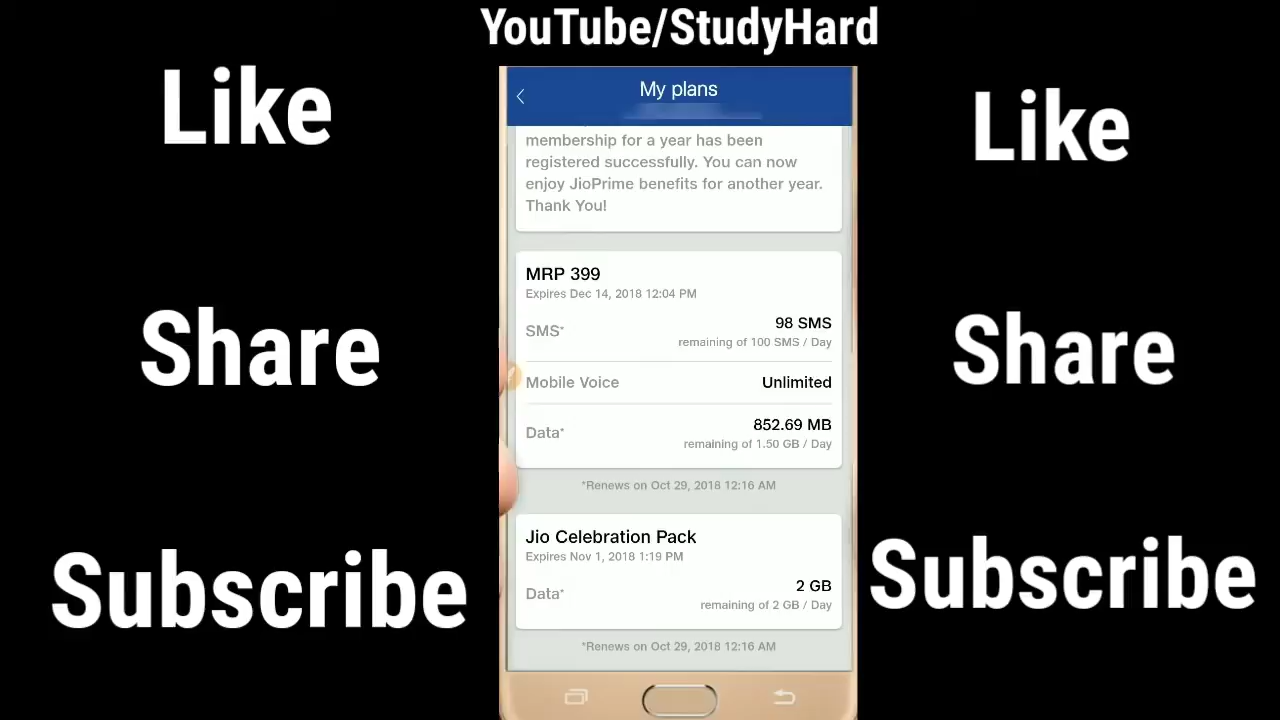 YouTube/StudyHard
Like
Share
Subscribe
My plans
membership for a year has been
registered successfully. You can now
enjoy JioPrime benefits for another year.
Thank You!
MRP 399
Expires Dec 14, 2018 12:04 PM
SMS*
98 SMS
remaining of 100 SMS / Day
Mobile Voice
Unlimited
Data*
852.69 MB
remaining of 1.50 GB / Day
*Renews on Oct 29, 2018 12:16 AM
Jio Celebration Pack
Expires Nov 1, 2018 1:19 PM
Data*
2 GB
remaining of 2 GB / Day
*Renews on Oct 29, 2018 12:16 AM
Like
Share
Subscribe